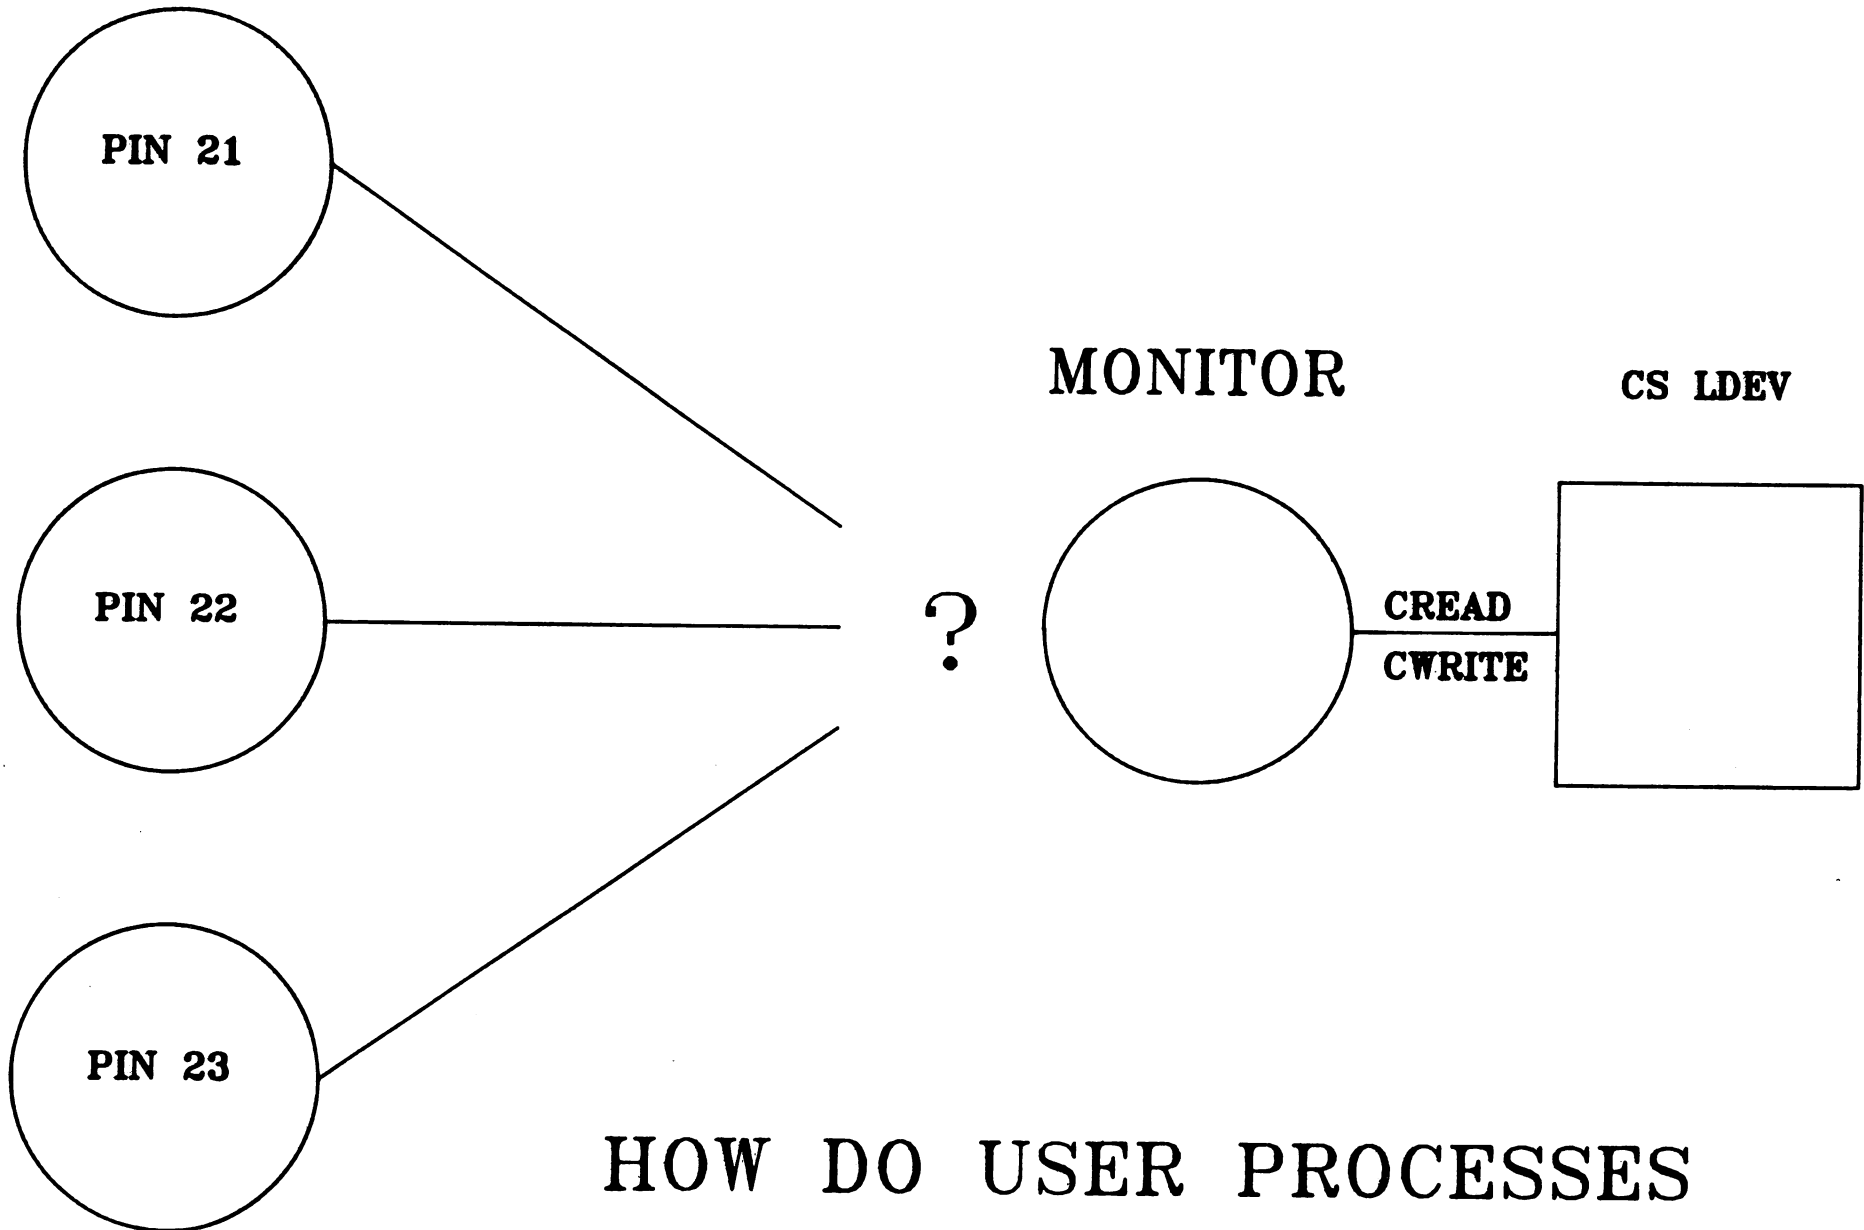 PIN 21
MONITOR
CS LDEV
PIN 22
?
CREAD
CWRITE
PIN 23
HOW DO USER PROCESSES